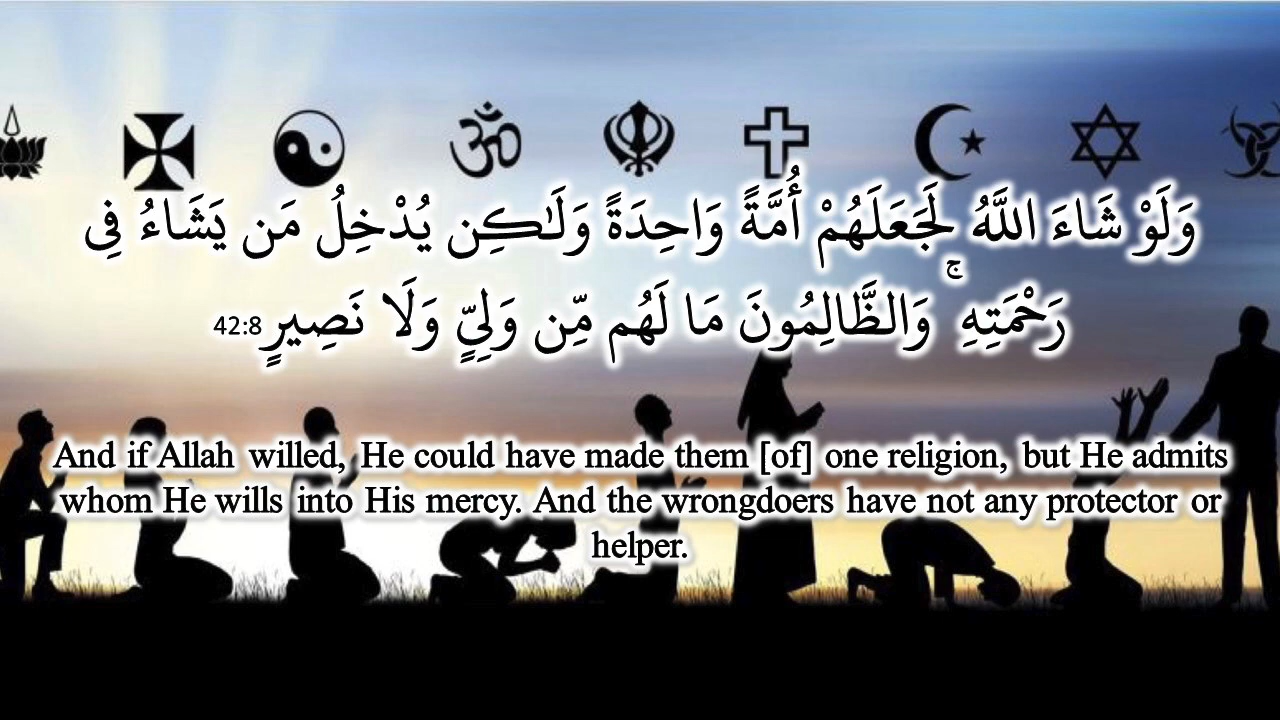 وَلَوْ شَاءَ اللَّهُ لَجَعَلَهُمْ أُمَّةً وَاحِدَةً وَلَٰكِن يُدْخِلُ مَن يَشَاءُ فِي
رَحْمَتِهِ ۚ وَالظَّالِمُونَ مَا لَهُم مِّن وَلِيٍّ وَلَا نَصِيرٍ 42:8
And if Allah willed, He could have made them [of] one religion, but He admits
whom He wills into His mercy. And the wrongdoers have not any protector or
helper.